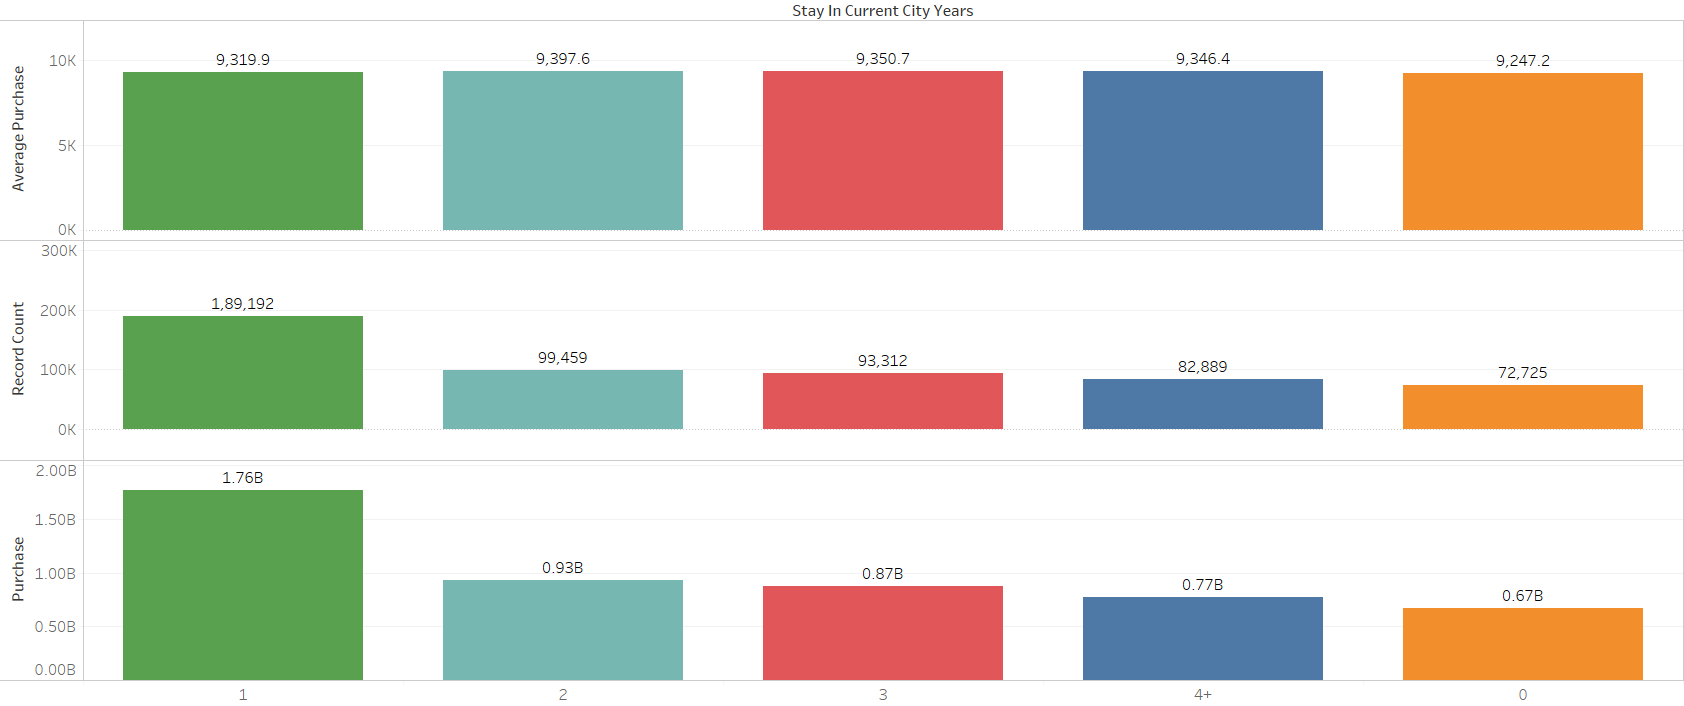 Stay In Current City Years
Average Purchase
10K
5K
0K
9,319.9
9,397.6
9,350.7
9,346.4
9,247.2
Record Count
300K
200K
100K
0K
1,89,192
99,459
93,312
82,889
72,725
Purchase
2.00B
1.50B
1.00B
0.50B
0.00B
1.76B
0.93B
0.87B
0.77B
0.67B
1
2
3
4+
0